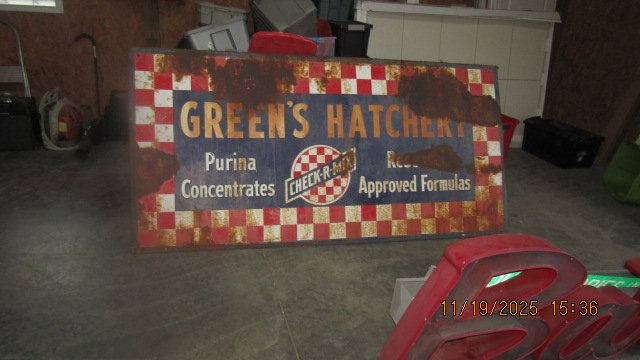 GREEN'S HATCHERY
Purina
Concentrates
CHECK-R-MIX
Approved Formulas
11/19/2025 15:36